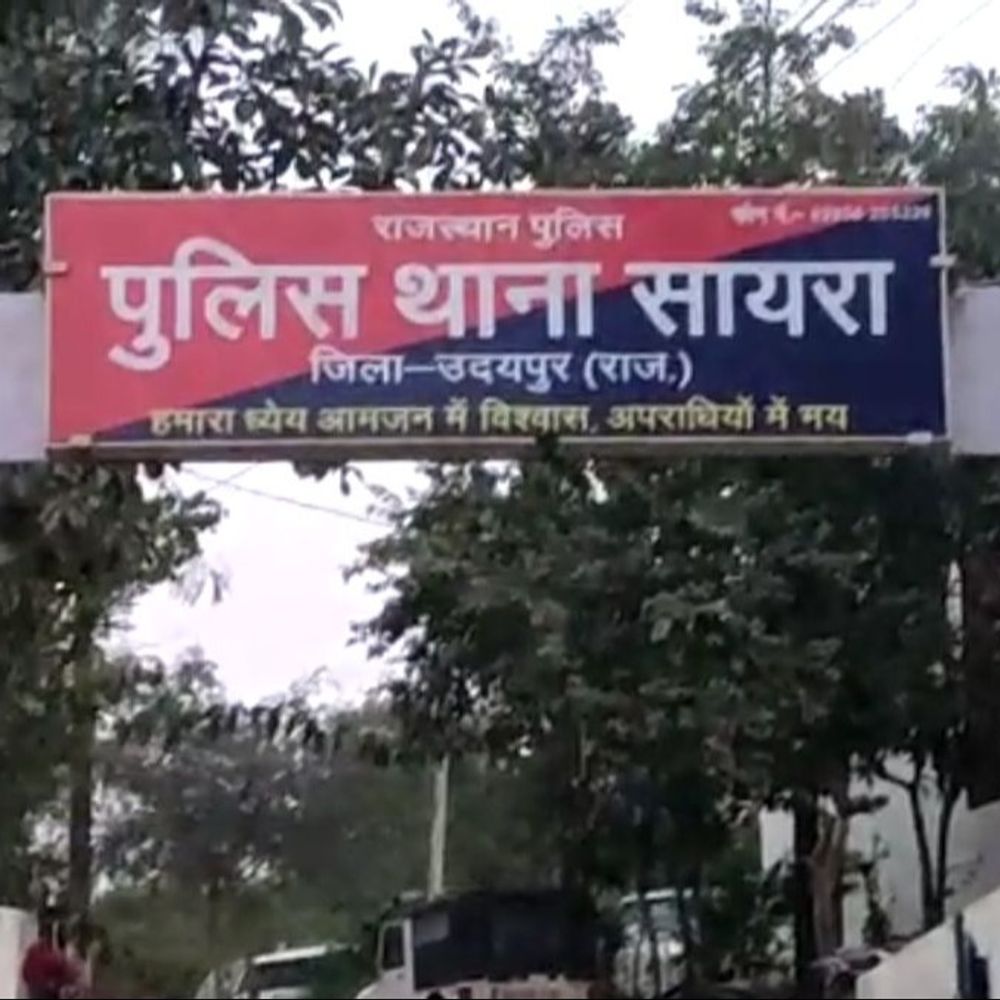 राजस्थान पुलिस
फोन नं.-
पुलिस थाना सायरा
जिला-उदयपुर (राज.)
हमारा ध्येय आमजन में विश्वास, अपराधियों में भय